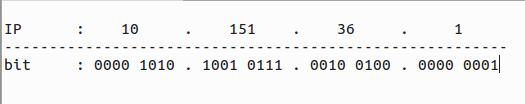 IP : 10 . 151 . 36 . 1
---------------------------------------------------------
bit : 0000 1010 . 1001 0111 . 0010 0100 . 0000 0001